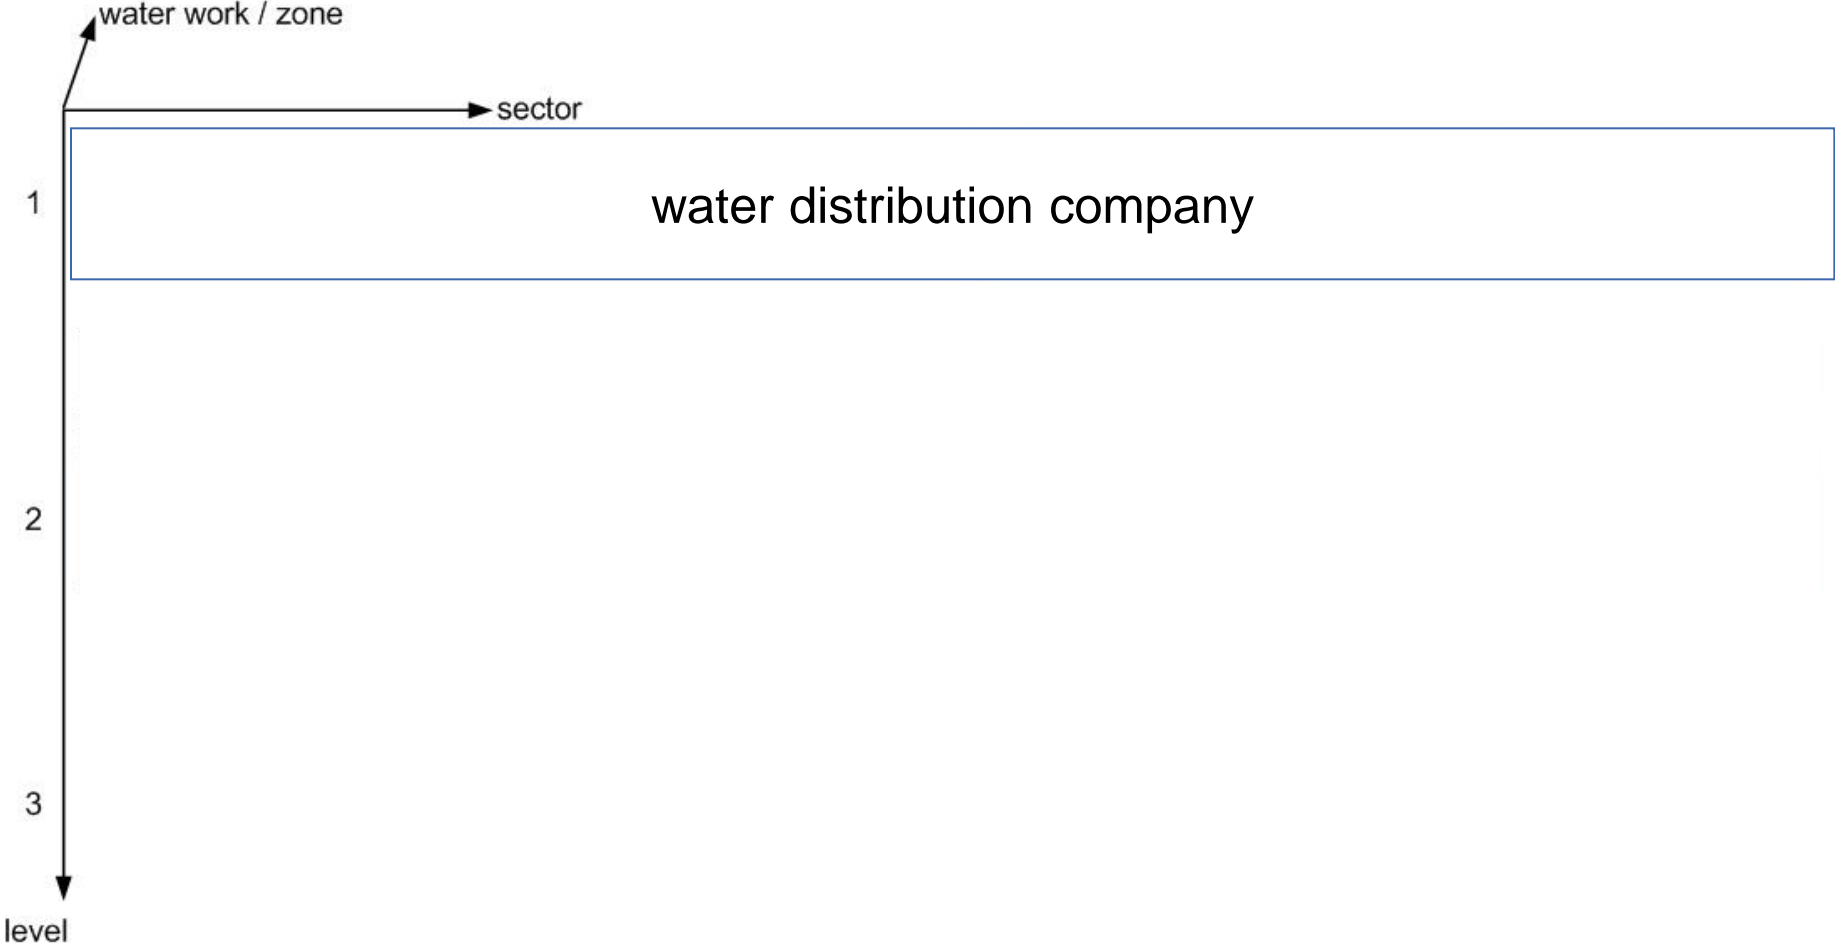 water work / zone
sector
1
water distribution company
2
3
level